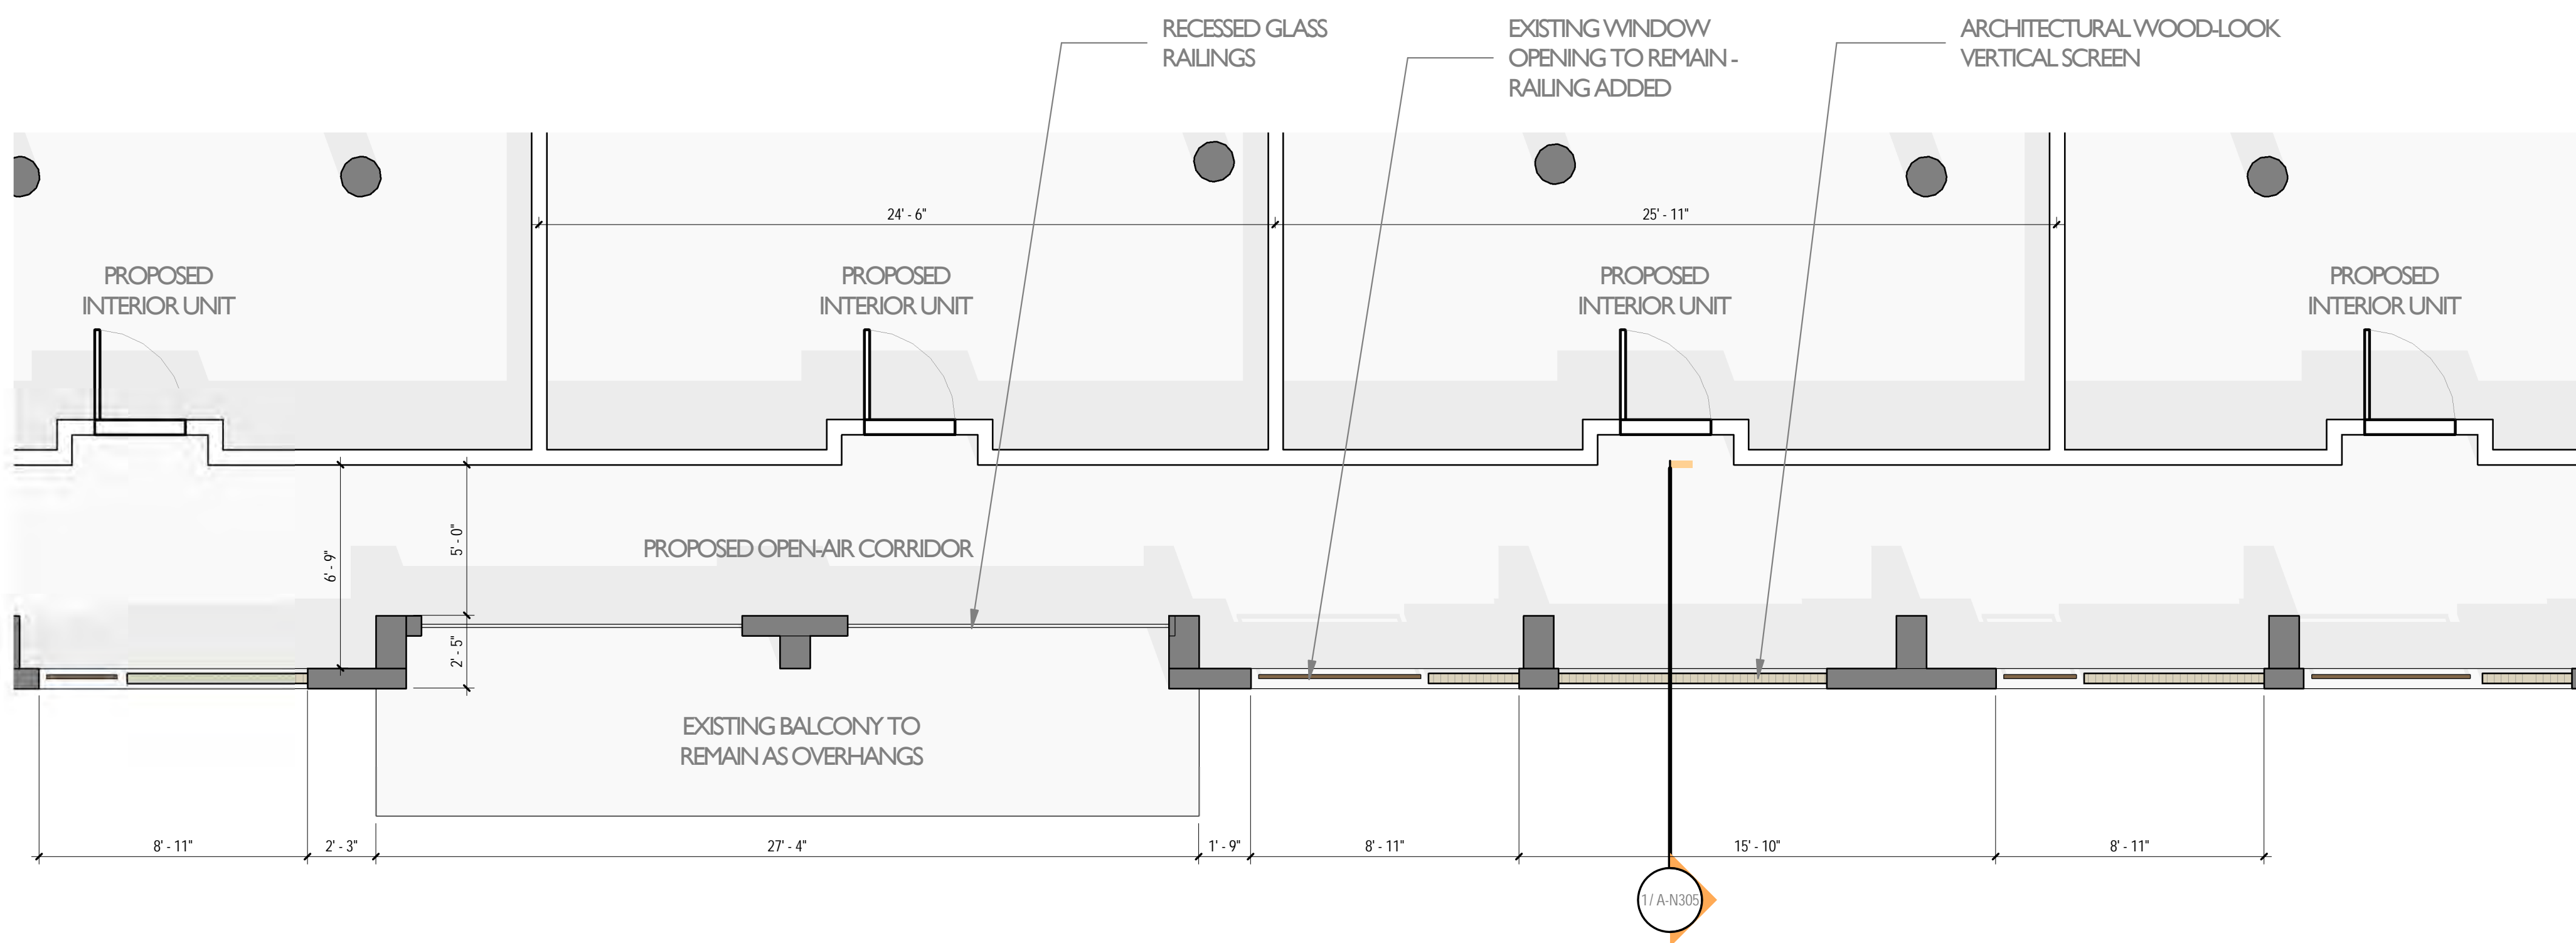 RECESSED GLASS
RAILINGS
EXISTING WINDOW
OPENING TO REMAIN -
RAILING ADDED
ARCHITECTURAL WOOD-LOOK
VERTICAL SCREEN
24' - 6"
25' - 11"
PROPOSED
INTERIOR UNIT
PROPOSED
INTERIOR UNIT
PROPOSED
INTERIOR UNIT
PROPOSED
INTERIOR UNIT
6' - 9"
5' - 0"
PROPOSED OPEN-AIR CORRIDOR
2' - 5"
EXISTING BALCONY TO
REMAIN AS OVERHANGS
8' - 11"
2' - 3"
27' - 4"
1' - 9"
8' - 11"
15' - 10"
8' - 11"
1 / A-N305